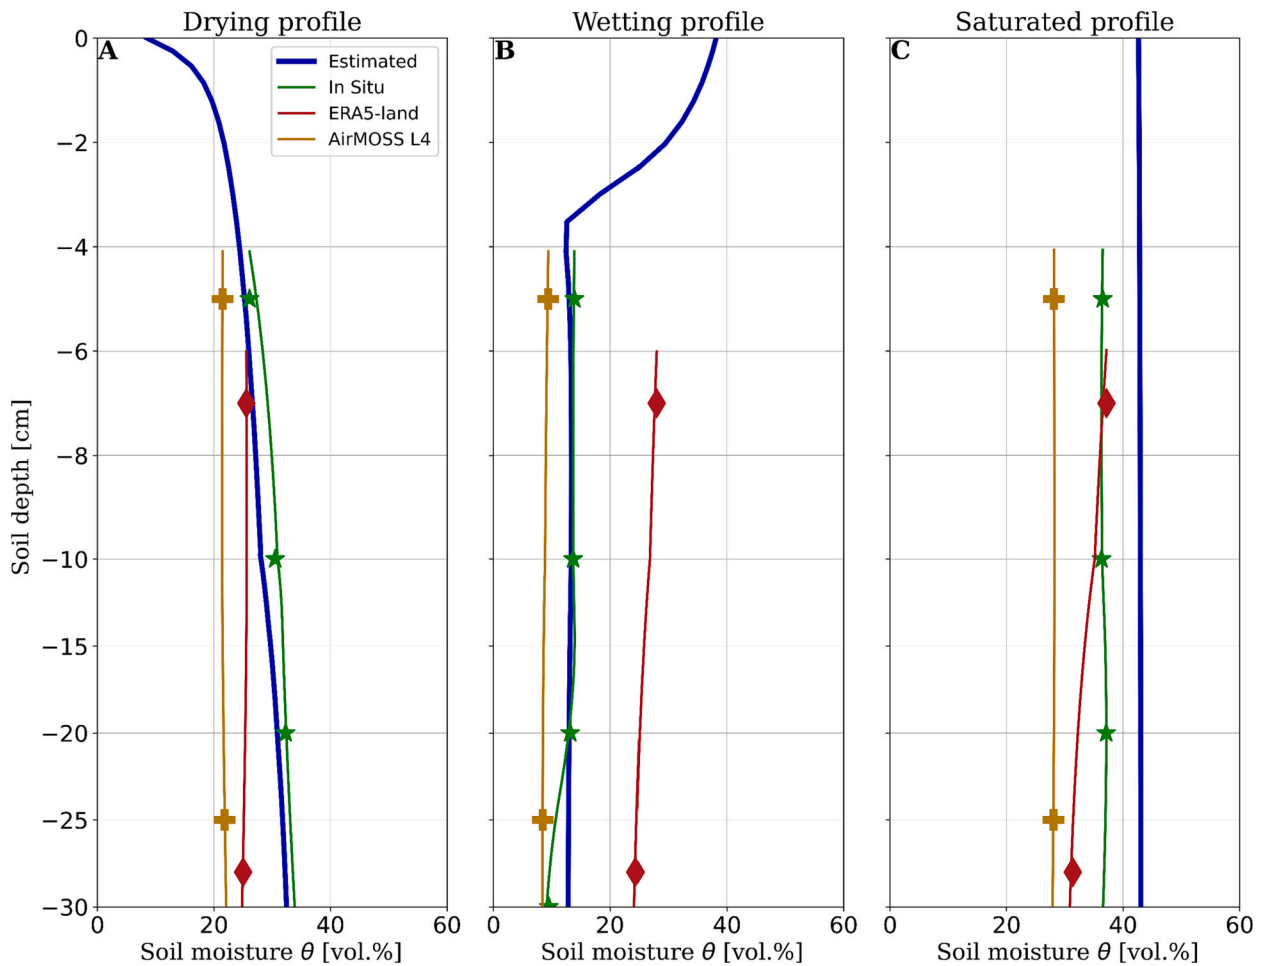 Drying profile
Wetting profile
Saturated profile
A
B
C
Estimated
In Situ
ERA5-land
AirMOSS L4
0
−2
−4
−6
−8
−10
−15
−20
−25
−30
Soil depth [cm]
0 20 40 60
0 20 40 60
0 20 40 60
Soil moisture θ [vol.%]
Soil moisture θ [vol.%]
Soil moisture θ [vol.%]